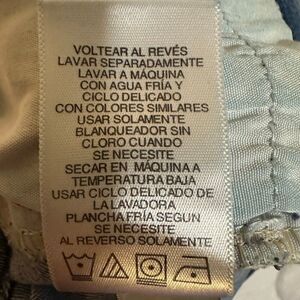 VOLTEAR AL REVÉS
LAVAR SEPARADAMENTE
LAVAR A MÁQUINA
CON AGUA FRÍA Y
CICLO DELICADO
CON COLORES SIMILARES
USAR SOLAMENTE
BLANQUEADOR SIN
CLORO CUANDO
SE NECESITE
SECAR EN MÁQUINA A
TEMPERATURA BAJA
USAR CICLO DELICADO DE
LA LAVADORA
PLANCHA FRÍA SEGUN
SE NECESITE
AL REVERSO SOLAMENTE